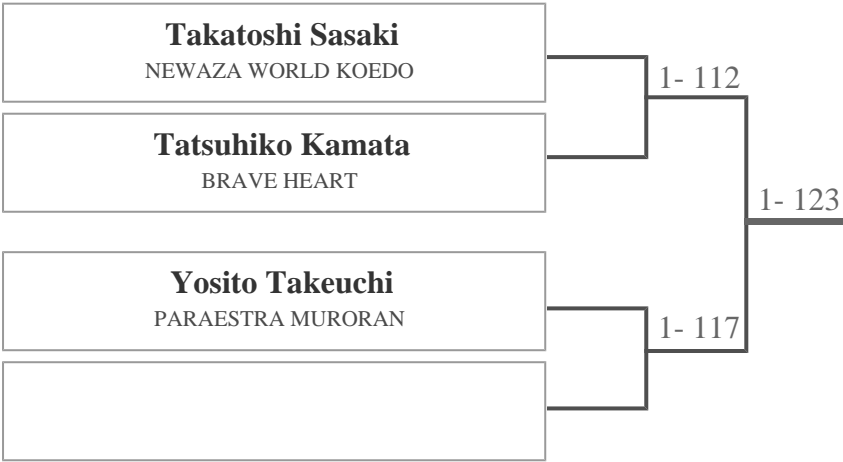 Takatoshi Sasaki
NEWAZA WORLD KOEDO
1- 112
Tatsuhiko Kamata
BRAVE HEART
1- 123
Yosito Takeuchi
PARAESTRA MURORAN
1- 117